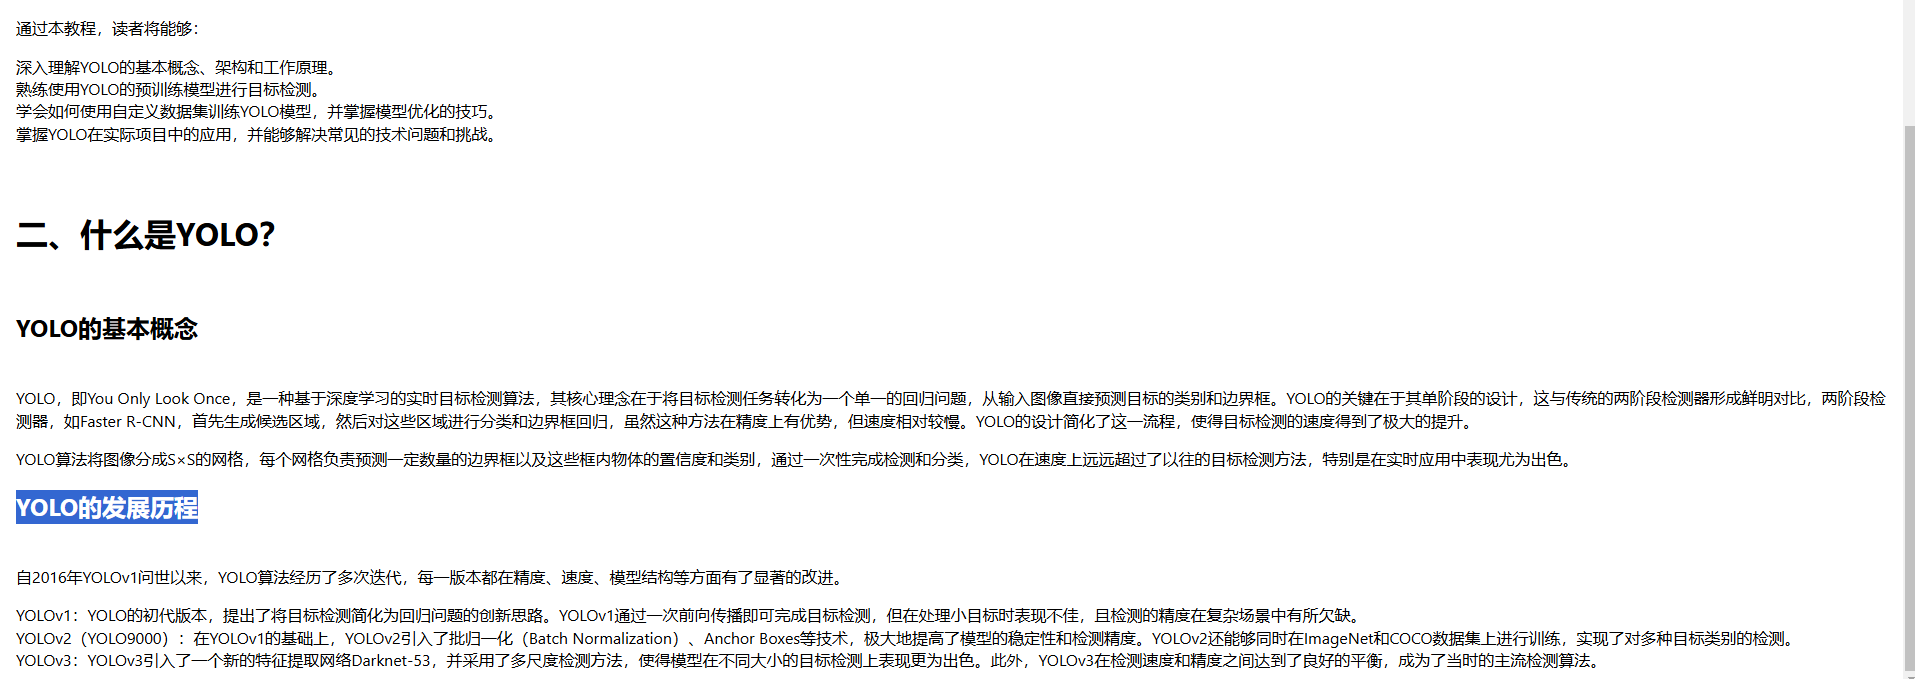 通过本教程，读者将能够：
深入理解YOLO的基本概念、架构和工作原理。
熟练使用YOLO的预训练模型进行目标检测。
学会如何使用自定义数据集训练YOLO模型，并掌握模型优化的技巧。
掌握YOLO在实际项目中的应用，并能够解决常见的技术问题和挑战。
二、什么是YOLO？
YOLO的基本概念
YOLO，即You Only Look Once，是一种基于深度学习的实时目标检测算法，其核心理念在于将目标检测任务转化为一个单一的回归问题，从输入图像直接预测目标的类别和边界框。YOLO的关键在于其单阶段的设计，这与传统的两阶段检测器形成鲜明对比，两阶段检
测器，如Faster R-CNN，首先生成候选区域，然后对这些区域进行分类和边界框回归，虽然这种方法在精度上有优势，但速度相对较慢。YOLO的设计简化了这一流程，使得目标检测的速度得到了极大的提升。
YOLO算法将图像分成S×S的网格，每个网格负责预测一定数量的边界框以及这些框内物体的置信度和类别，通过一次性完成检测和分类，YOLO在速度上远远超过了以往的目标检测方法，特别是在实时应用中表现尤为出色。
YOLO的发展历程
自2016年YOLOv1问世以来，YOLO算法经历了多次迭代，每一版本都在精度、速度、模型结构等方面有了显著的改进。
YOLOv1：YOLO的初代版本，提出了将目标检测简化为回归问题的创新思路。YOLOv1通过一次前向传播即可完成目标检测，但在处理小目标时表现不佳，且检测的精度在复杂场景中有所欠缺。
YOLOv2（YOLO9000）：在YOLOv1的基础上，YOLOv2引入了批归一化（Batch Normalization）、Anchor Boxes等技术，极大地提高了模型的稳定性和检测精度。YOLOv2还能够同时在ImageNet和COCO数据集上进行训练，实现了对多种目标类别的检测。
YOLOv3：YOLOv3引入了一个新的特征提取网络Darknet-53，并采用了多尺度检测方法，使得模型在不同大小的目标检测上表现更为出色。此外，YOLOv3在检测速度和精度之间达到了良好的平衡，成为了当时的主流检测算法。